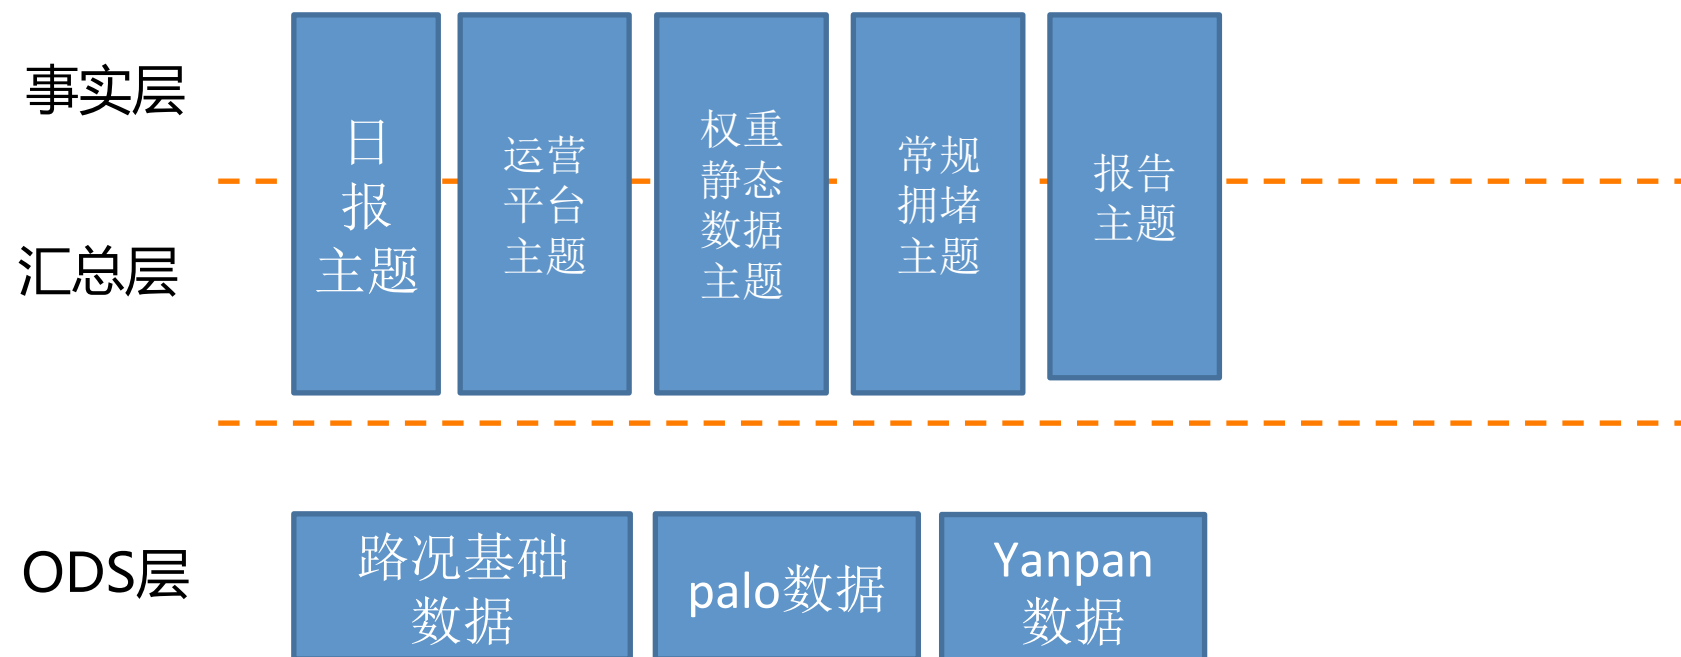 事实层
日
报
主题
运营
平台
主题
权重
静态
数据
主题
常规
拥堵
主题
报告
主题
汇总层
ODS层
路况基础
数据
palo数据
Yanpan
数据